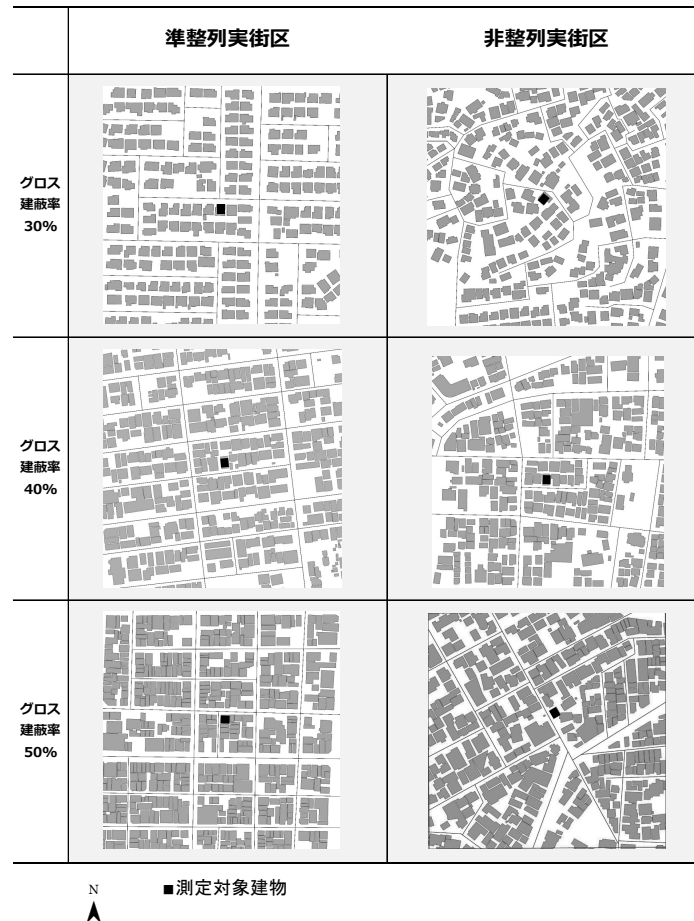 準整列実街区
非整列実街区
グロス
建蔽率
30%
グロス
建蔽率
40%
グロス
建蔽率
50%
N
■測定対象建物